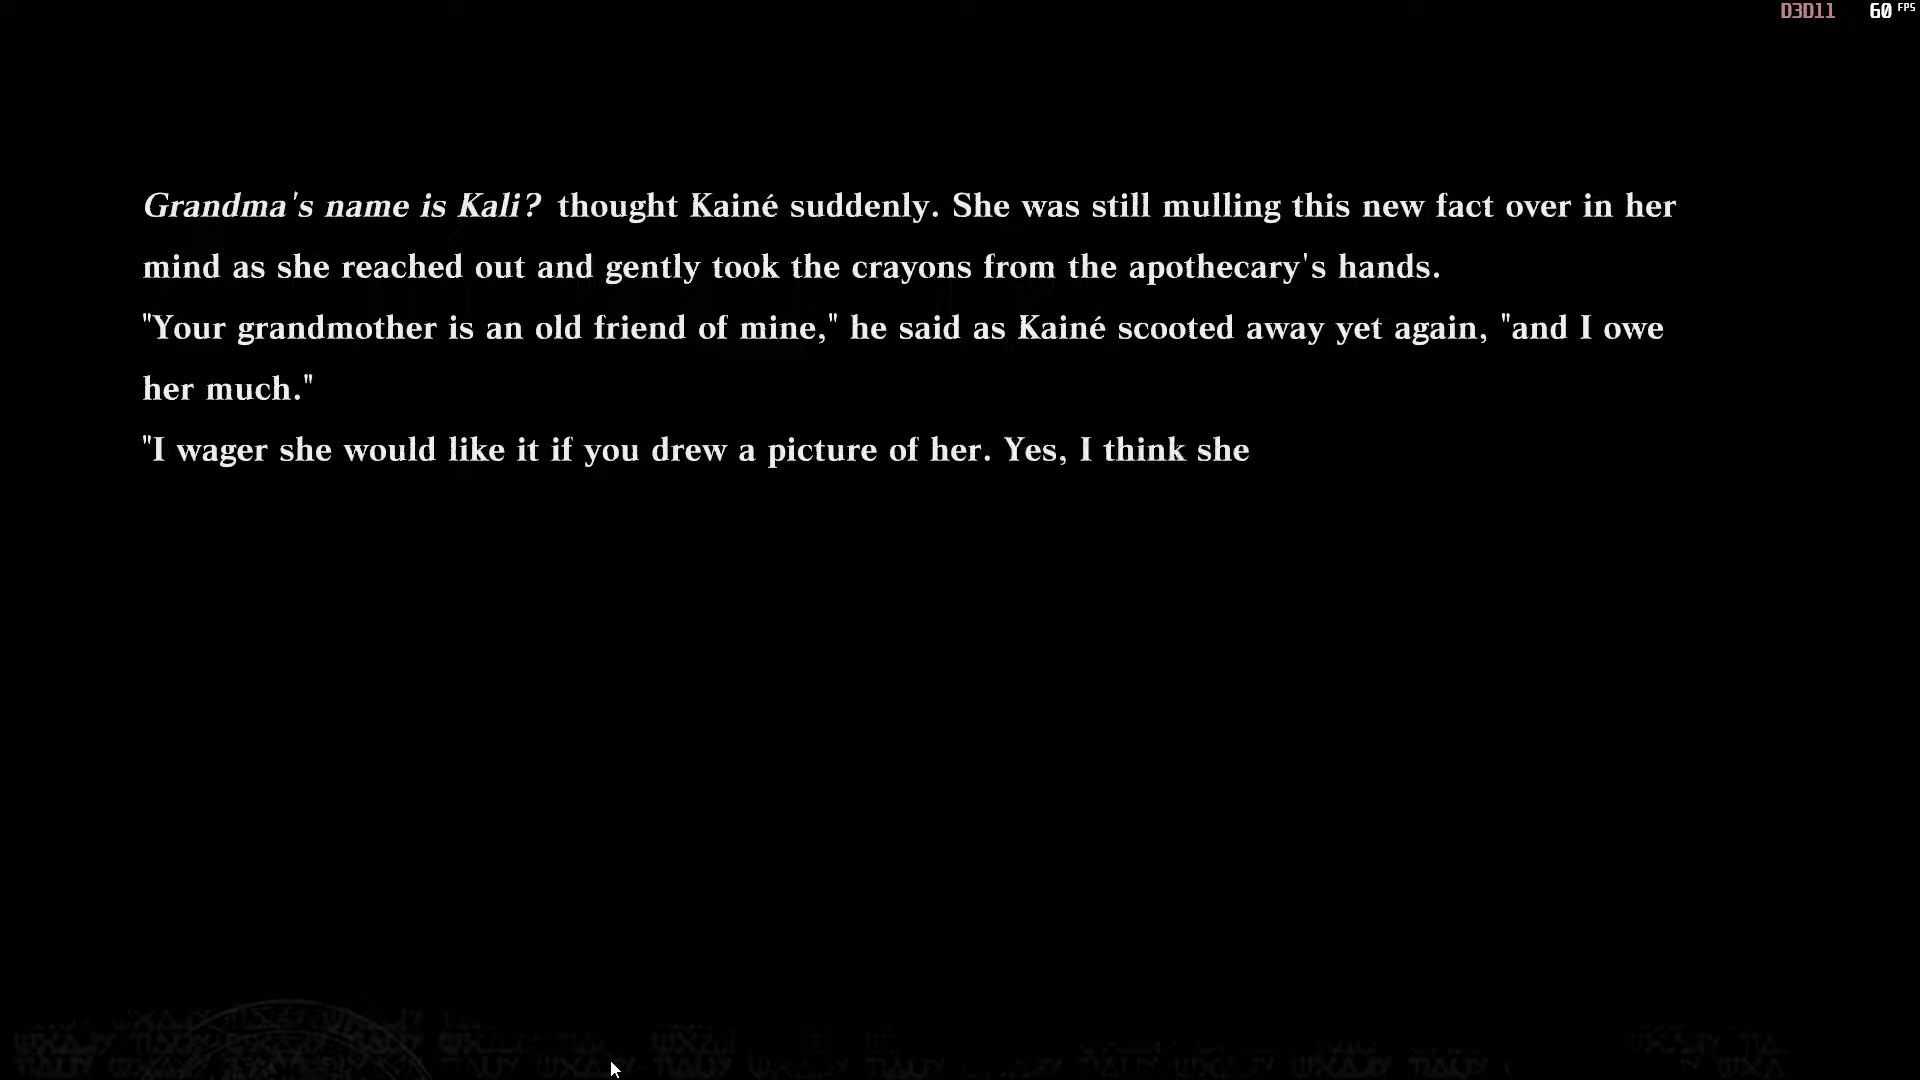 D3D11 60 FPS
Grandma's name is Kali? thought Kainé suddenly. She was still mulling this new fact over in her
mind as she reached out and gently took the crayons from the apothecary's hands.
"Your grandmother is an old friend of mine," he said as Kainé scooted away yet again, "and I owe
her much."
"I wager she would like it if you drew a picture of her. Yes, I think she